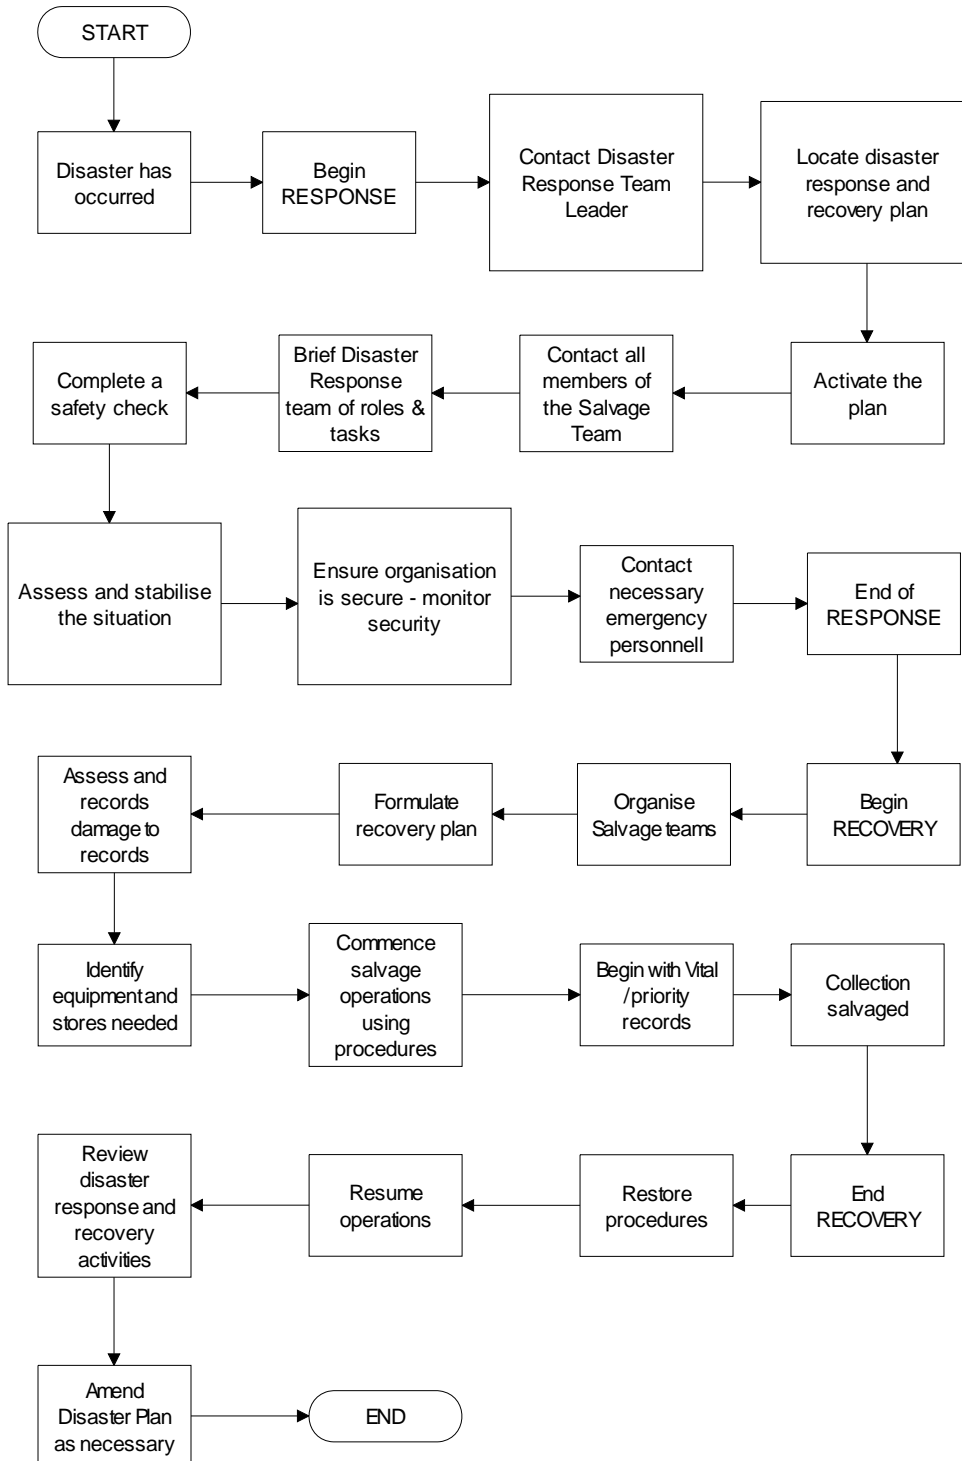 START
Disaster has
occurred
Begin
RESPONSE
Contact Disaster
Response Team
Leader
Locate disaster
response and
recovery plan
Activate the
plan
Contact all
members of
the Salvage
Team
Brief Disaster
Response
team of roles &
tasks
Complete a
safety check
Assess and stabilise
the situation
Ensure organisation
is secure - monitor
security
Contact
necessary
emergency
personnell
End of
RESPONSE
Begin
RECOVERY
Organise
Salvage teams
Formulate
recovery plan
Assess and
records
damage to
records
Identify
equipment and
stores needed
Commence
salvage
operations
using
procedures
Begin with Vital
/ priority
records
Collection
salvaged
End
RECOVERY
Restore
procedures
Resume
operations
Review
disaster
response and
recovery
activities
Amend
Disaster Plan
as necessary
END